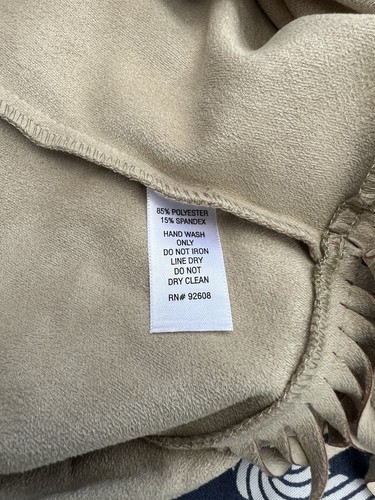 85% POLYESTER
15% SPANDEX
HAND WASH
ONLY
DO NOT IRON
LINE DRY
DO NOT
DRY CLEAN
RN# 92608